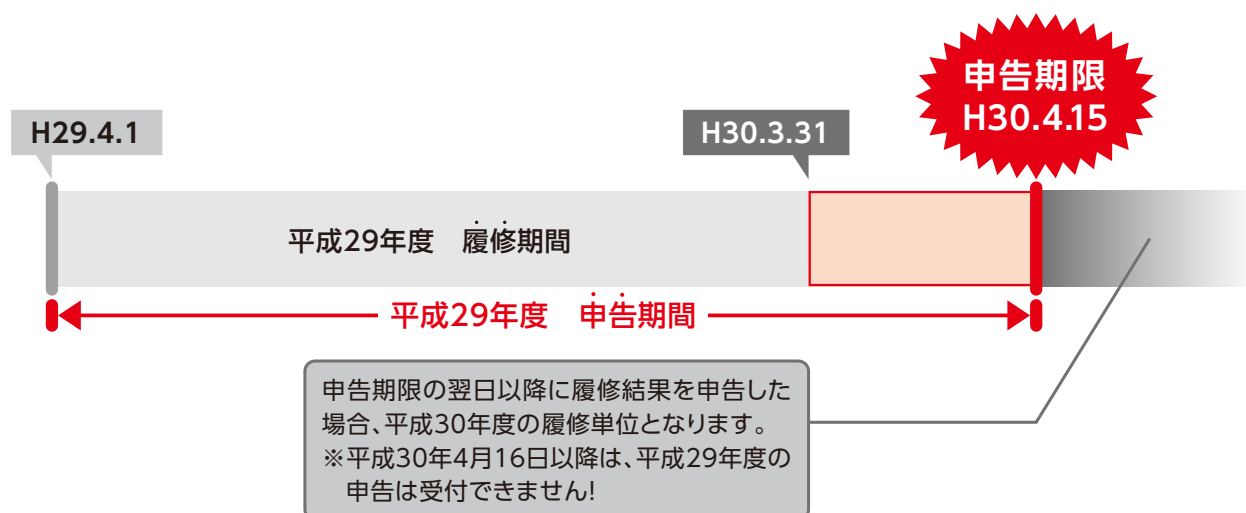 申告期限
H30.4.15
H29.4.1
H30.3.31
平成29年度　履修期間
平成29年度　申告期間
申告期限の翌日以降に履修結果を申告した
場合、平成30年度の履修単位となります。
※平成30年4月16日以降は、平成29年度の
申告は受付できません!